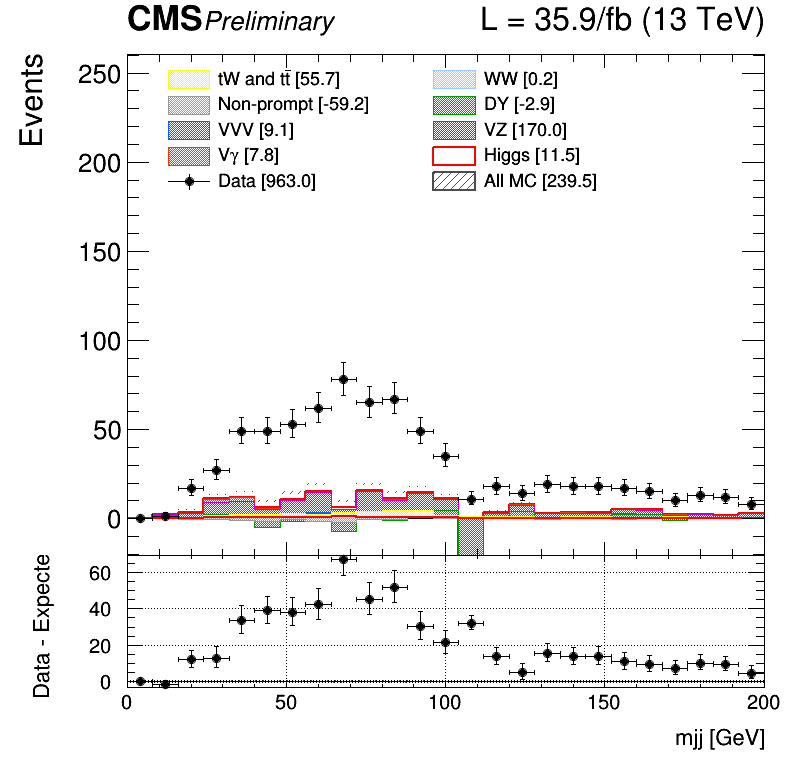 CMS Preliminary L = 35.9/fb (13 TeV)
Events
250
200
150
100
50
0
tW and tt̄ [55.7]
WW [0.2]
Non-prompt [-59.2]
DY [-2.9]
VVV [9.1]
VZ [170.0]
Vγ [7.8]
Higgs [11.5]
Data [963.0]
All MC [239.5]
Data - Expecte
60
40
20
0
0 50 100 150 200
mjj [GeV]